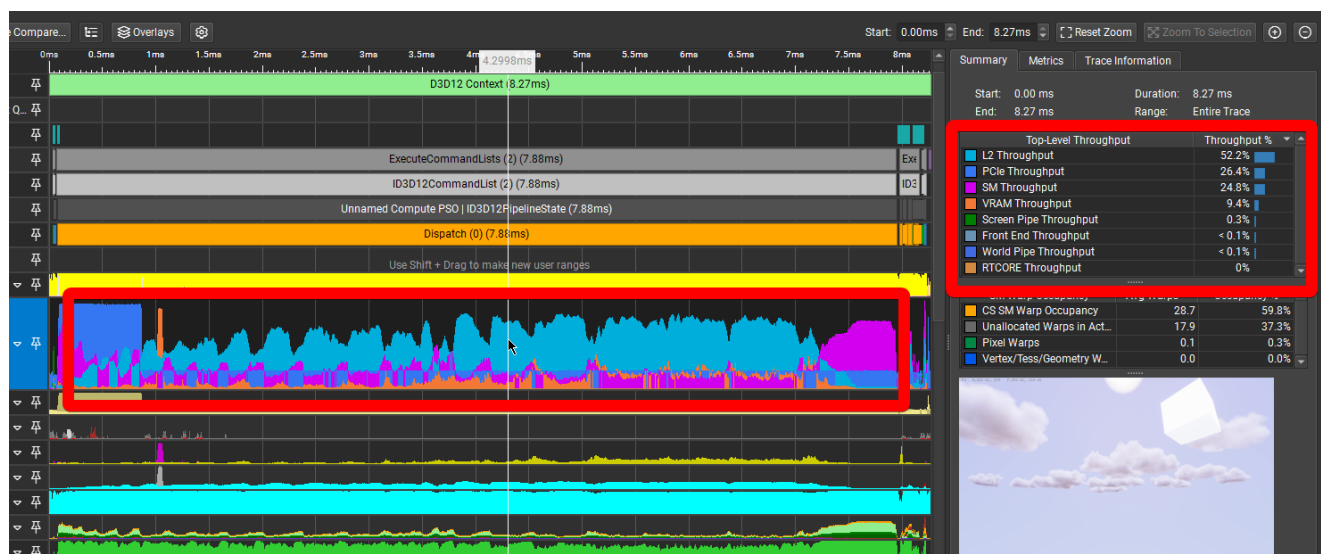 e Compare... Overlays Start: 0.00ms End: 8.27ms Reset Zoom Zoom To Selection
0ms 0.5ms 1ms 1.5ms 2ms 2.5ms 3ms 3.5ms 5ms 5.5ms 6ms 6.5ms 7ms 7.5ms 8ms
4.2998ms
Summary Metrics Trace Information
D3D12 Context (8.27ms)
Start: 0.00 ms Duration: 8.27 ms
Q...
End: 8.27 ms Range: Entire Trace
Top-Level Throughput Throughput %
L2 Throughput 52.2%
ExecuteCommandLists (2) (7.88ms) Exe
PCIe Throughput 26.4%
ID3D12CommandList (2) (7.88ms) ID3
SM Throughput 24.8%
VRAM Throughput 9.4%
Unnamed Compute PSO | ID3D12PipelineState (7.88ms)
Screen Pipe Throughput 0.3%
Dispatch (0) (7.88ms)
Front End Throughput < 0.1%
World Pipe Throughput < 0.1%
Use Shift + Drag to make new user ranges
RTCORE Throughput 0%
CS SM Warp Occupancy 28.7 59.8%
Unallocated Warps in Act... 17.9 37.3%
Pixel Warps 0.1 0.3%
Vertex/Tess/Geometry W... 0.0 0.0%